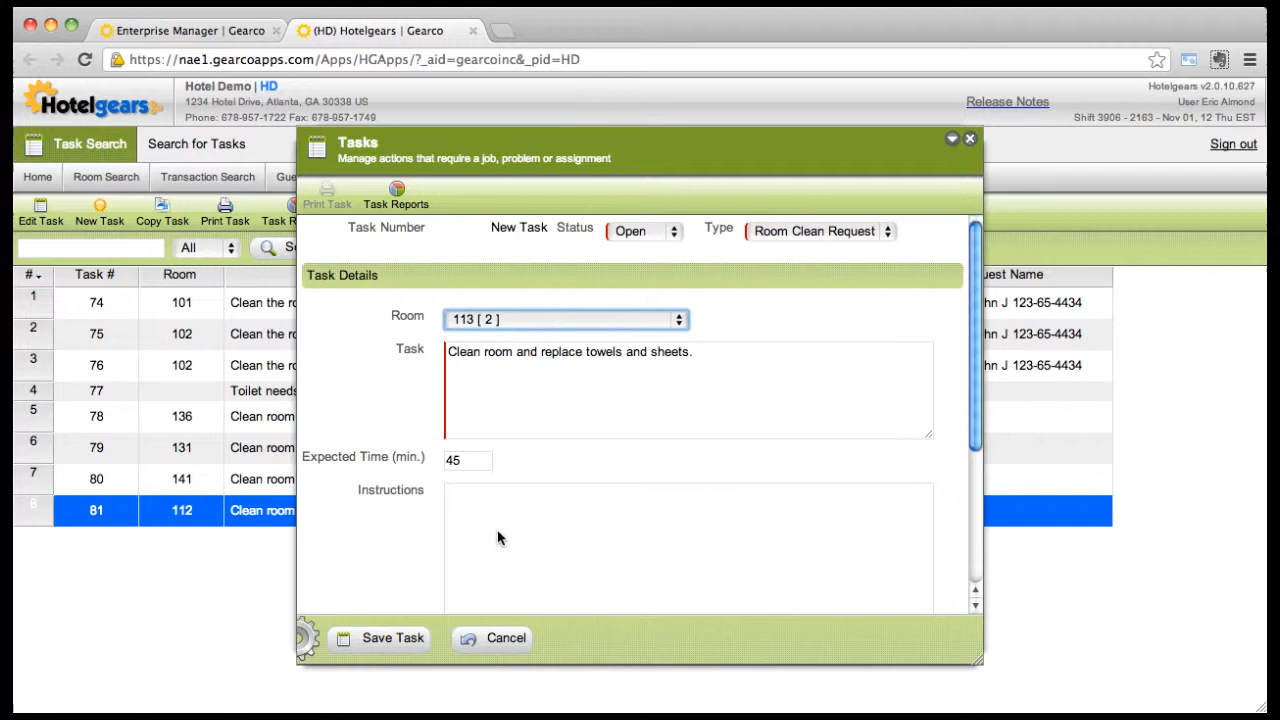 Enterprise Manager | Gearco
(HD) Hotelgears | Gearco
https://nae1.gearcoapps.com/Apps/HGApps/?_aid=gearcoinc&_pid=HD
Hotelgears
Hotel Demo | HD
1234 Hotel Drive, Atlanta, GA 30338 US
Phone: 678-957-1722 Fax: 678-957-1749
Release Notes
Hotelgears v2.0.10.627
User Eric Almond
Shift 3906 - 2163 - Nov 01, 12 Thu EST
Task Search
Search for Tasks
Sign out
Home
Room Search
Transaction Search
Gue
Edit Task
New Task
Copy Task
Print Task
Task R
All
S
# Task # Room uest Name
1 74 101 Clean the ro hn J 123-65-4434
2 75 102 Clean the ro hn J 123-65-4434
3 76 102 Clean the ro hn J 123-65-4434
4 77 Toilet needs
5 78 136 Clean room
6 79 131 Clean room
7 80 141 Clean room
8 81 112 Clean room
Tasks
Manage actions that require a job, problem or assignment
Print Task
Task Reports
Task Number New Task Status Open Type Room Clean Request
Task Details
Room 113 [ 2 ]
Task Clean room and replace towels and sheets.
Expected Time (min.) 45
Instructions
Save Task
Cancel